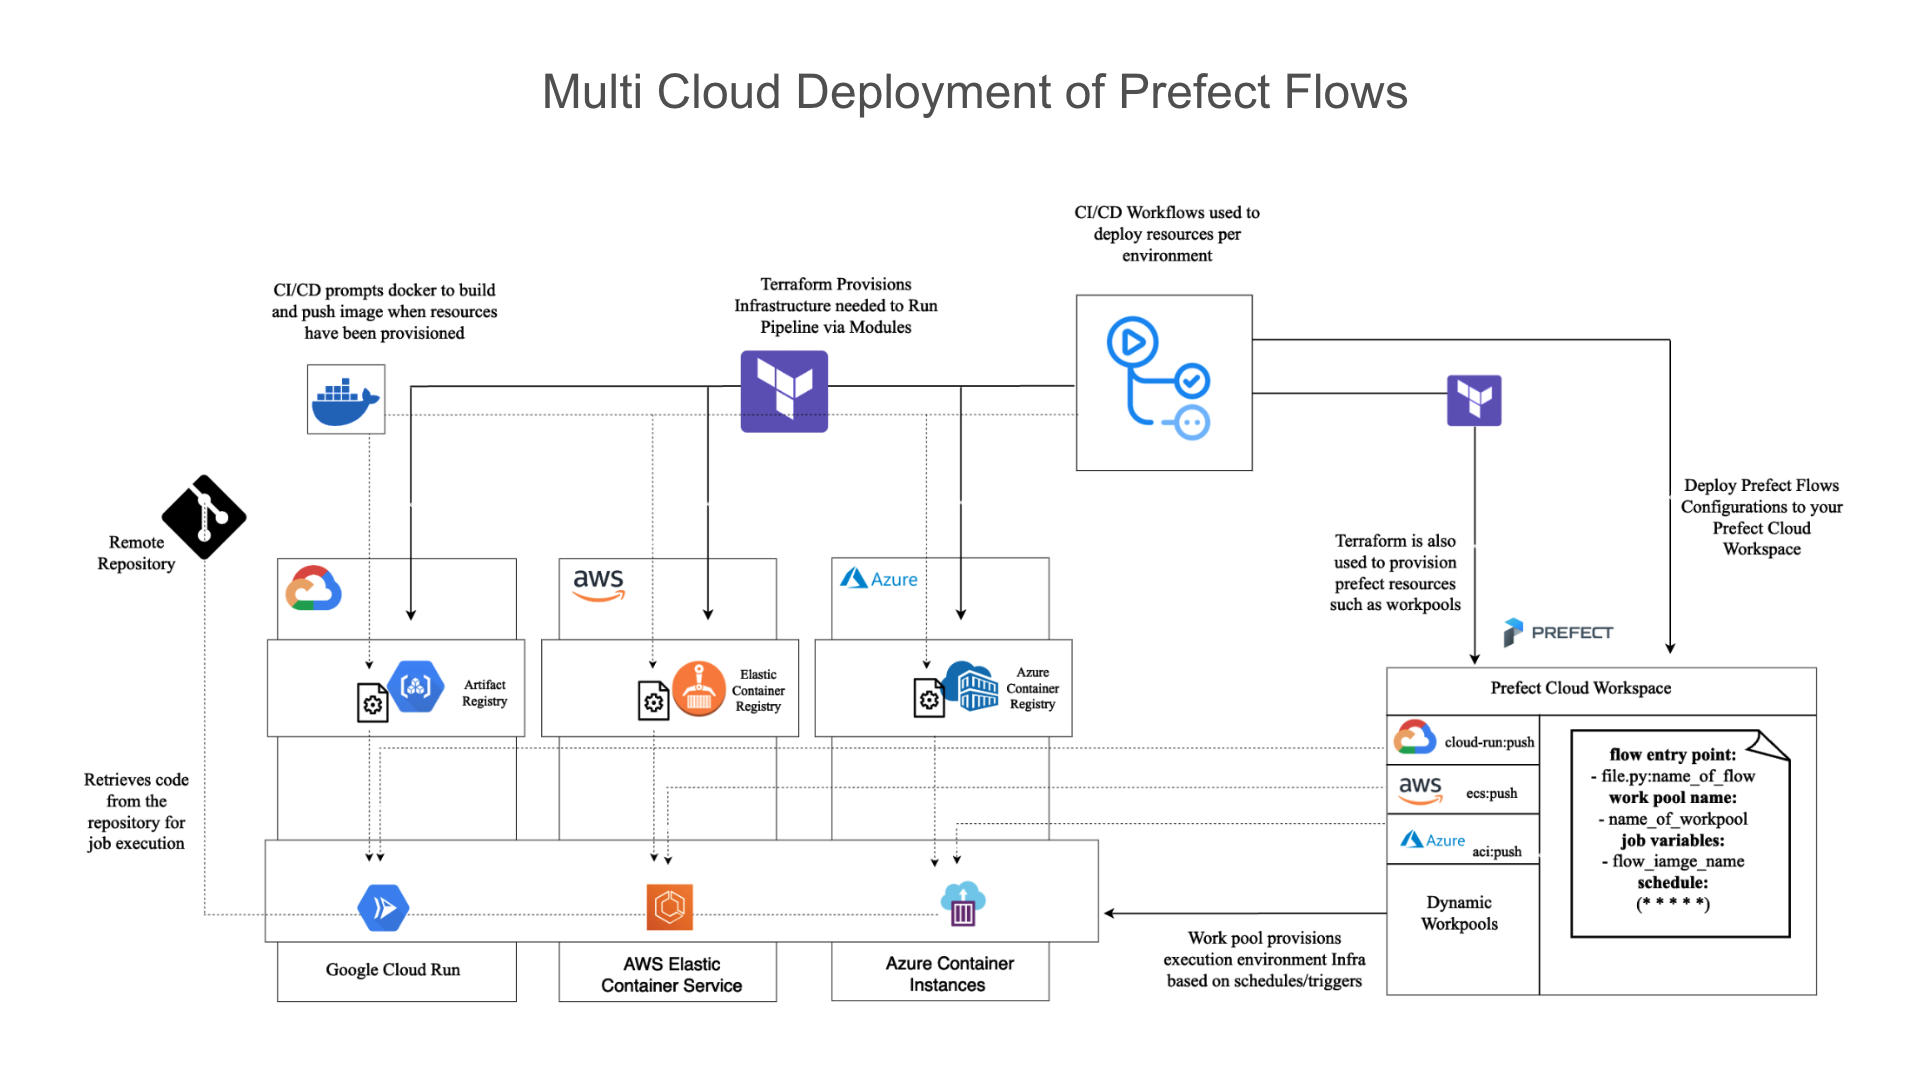 Multi Cloud Deployment of Prefect Flows
CI/CD Workflows used to
deploy resources per
environment
Terraform Provisions
Infrastructure needed to Run
Pipeline via Modules
CI/CD prompts docker to build
and push image when resources
have been provisioned
Remote
Repository
Deploy Prefect Flows
Configurations to your
Prefect Cloud
Workspace
Terraform is also
used to provision
prefect resources
such as workpools
aws
Azure
PREFECT
Artifact
Registry
Elastic
Container
Registry
Azure
Container
Registry
Prefect Cloud Workspace
cloud-run:push
aws
ecs:push
Azure
aci:push
Dynamic
Workpools
flow entry point:
- file.py:name_of_flow
work pool name:
- name_of_workpool
job variables:
- flow_iamge_name
schedule:
(* * * * *)
Retrieves code
from the
repository for
job execution
Work pool provisions
execution environment Infra
based on schedules/triggers
Google Cloud Run
AWS Elastic
Container Service
Azure Container
Instances